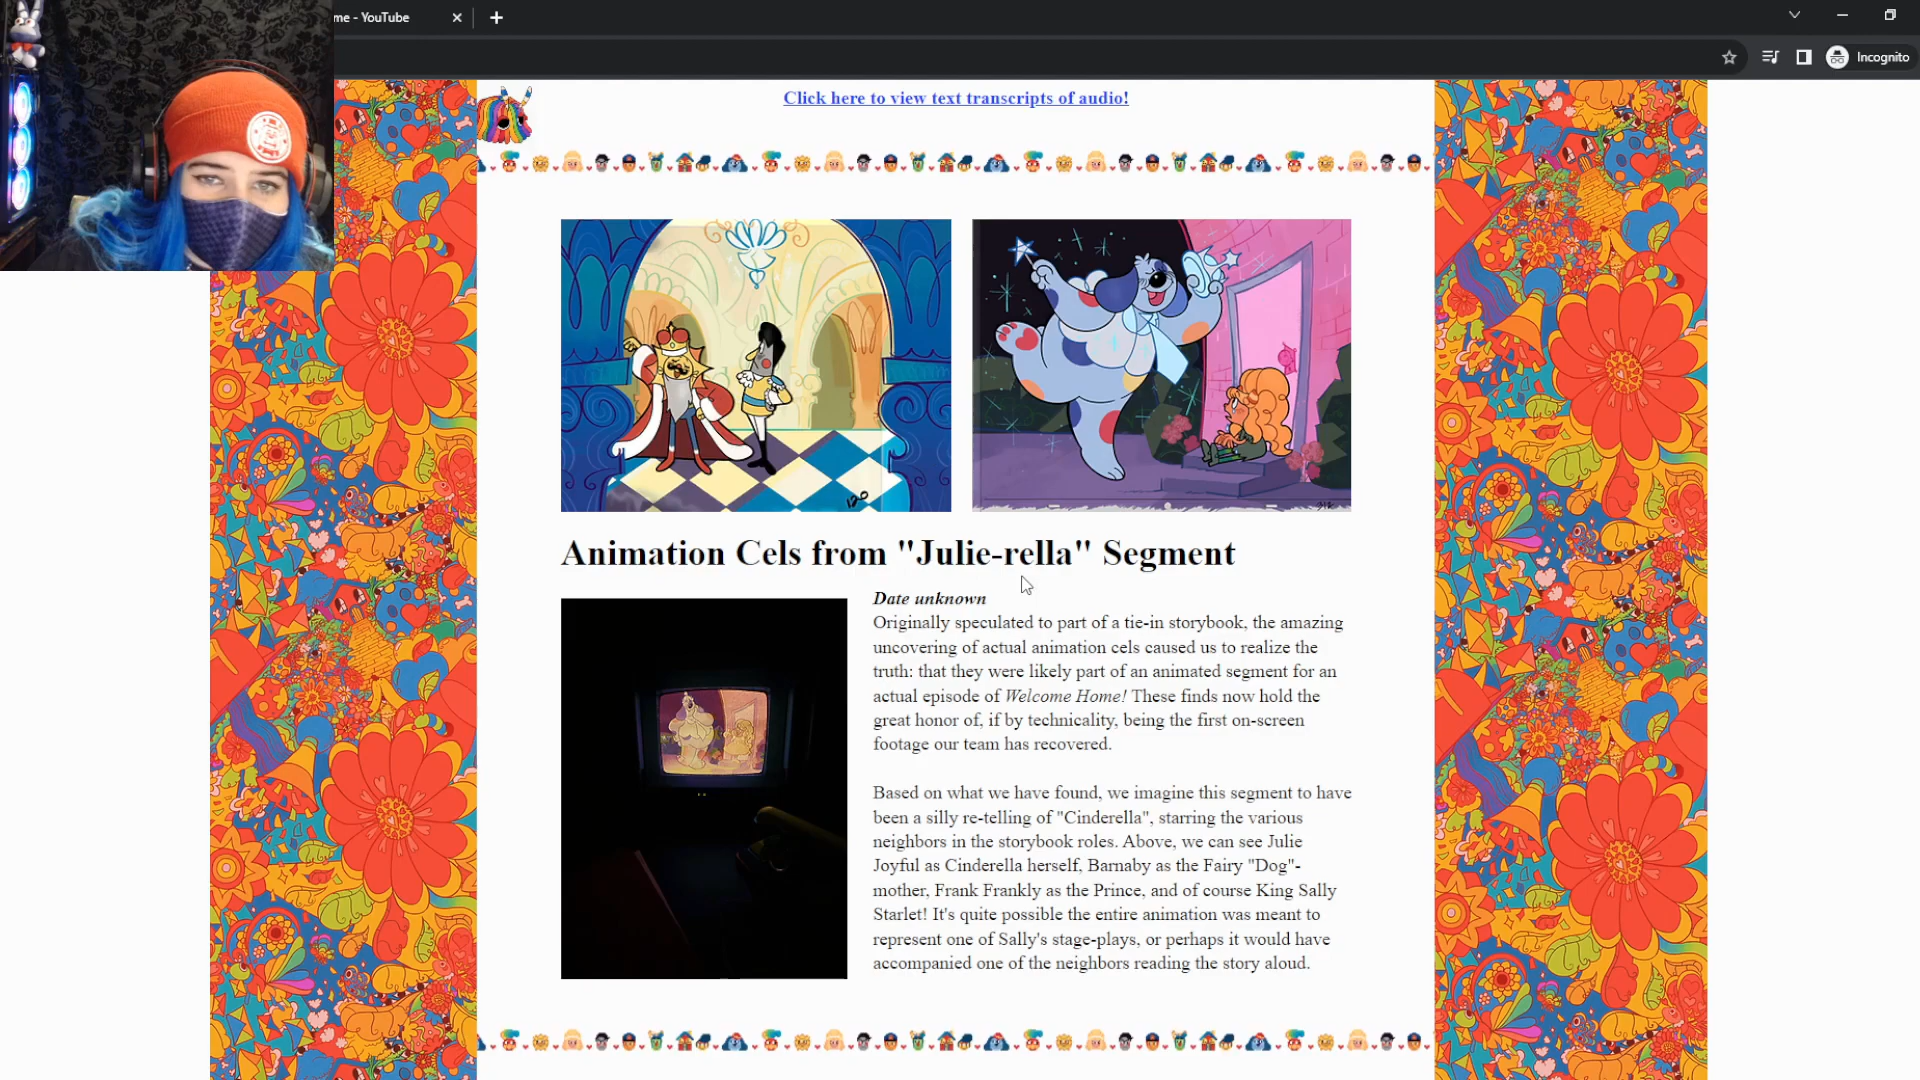 me - YouTube
Incognito
Click here to view text transcripts of audio!
120
Animation Cels from "Julie-rella" Segment
Date unknown
Originally speculated to part of a tie-in storybook, the amazing
uncovering of actual animation cels caused us to realize the
truth: that they were likely part of an animated segment for an
actual episode of Welcome Home! These finds now hold the
great honor of, if by technicality, being the first on-screen
footage our team has recovered.
Based on what we have found, we imagine this segment to have
been a silly re-telling of "Cinderella", starring the various
neighbors in the storybook roles. Above, we can see Julie
Joyful as Cinderella herself, Barnaby as the Fairy "Dog"-
mother, Frank Frankly as the Prince, and of course King Sally
Starlet! It's quite possible the entire animation was meant to
represent one of Sally's stage-plays, or perhaps it would have
accompanied one of the neighbors reading the story aloud.